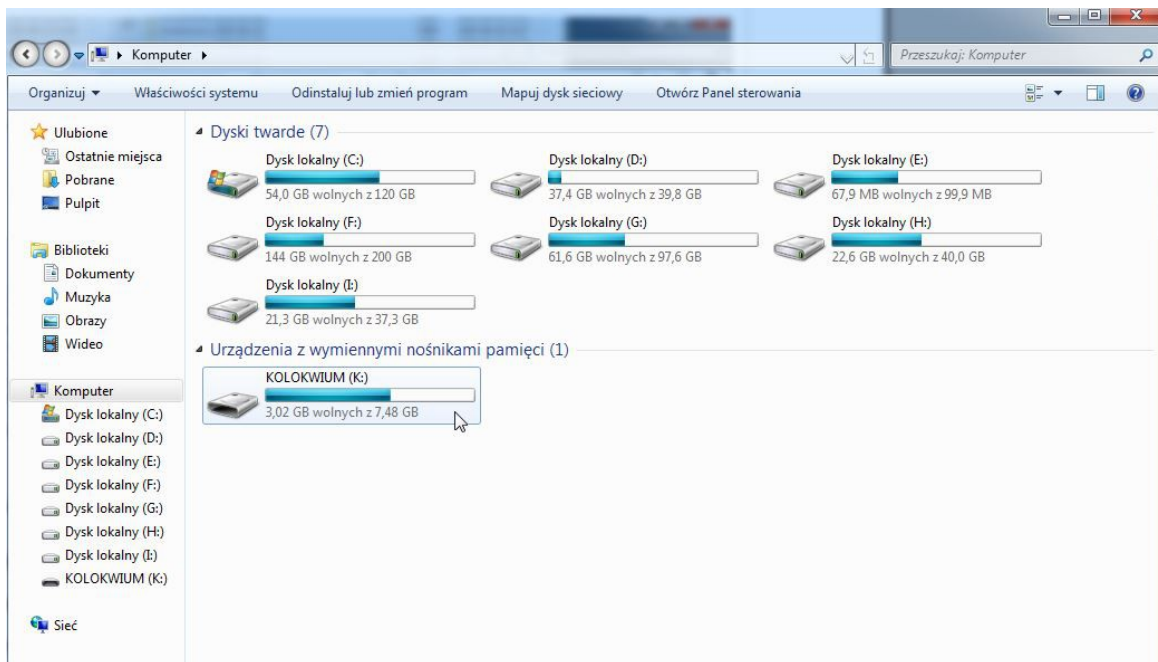 Komputer
Przeszukaj: Komputer
Organizuj
Właściwości systemu
Odinstaluj lub zmień program
Mapuj dysk sieciowy
Otwórz Panel sterowania
Ulubione
Ostatnie miejsca
Pobrane
Pulpit
Biblioteki
Dokumenty
Muzyka
Obrazy
Wideo
Komputer
Dysk lokalny (C:)
Dysk lokalny (D:)
Dysk lokalny (E:)
Dysk lokalny (F:)
Dysk lokalny (G:)
Dysk lokalny (H:)
Dysk lokalny (I:)
KOLOKWIUM (K:)
Sieć
Dyski twarde (7)
Dysk lokalny (C:)
54,0 GB wolnych z 120 GB
Dysk lokalny (D:)
37,4 GB wolnych z 39,8 GB
Dysk lokalny (E:)
67,9 MB wolnych z 99,9 MB
Dysk lokalny (F:)
144 GB wolnych z 200 GB
Dysk lokalny (G:)
61,6 GB wolnych z 97,6 GB
Dysk lokalny (H:)
22,6 GB wolnych z 40,0 GB
Dysk lokalny (I:)
21,3 GB wolnych z 37,3 GB
Urządzenia z wymiennymi nośnikami pamięci (1)
KOLOKWIUM (K:)
3,02 GB wolnych z 7,48 GB